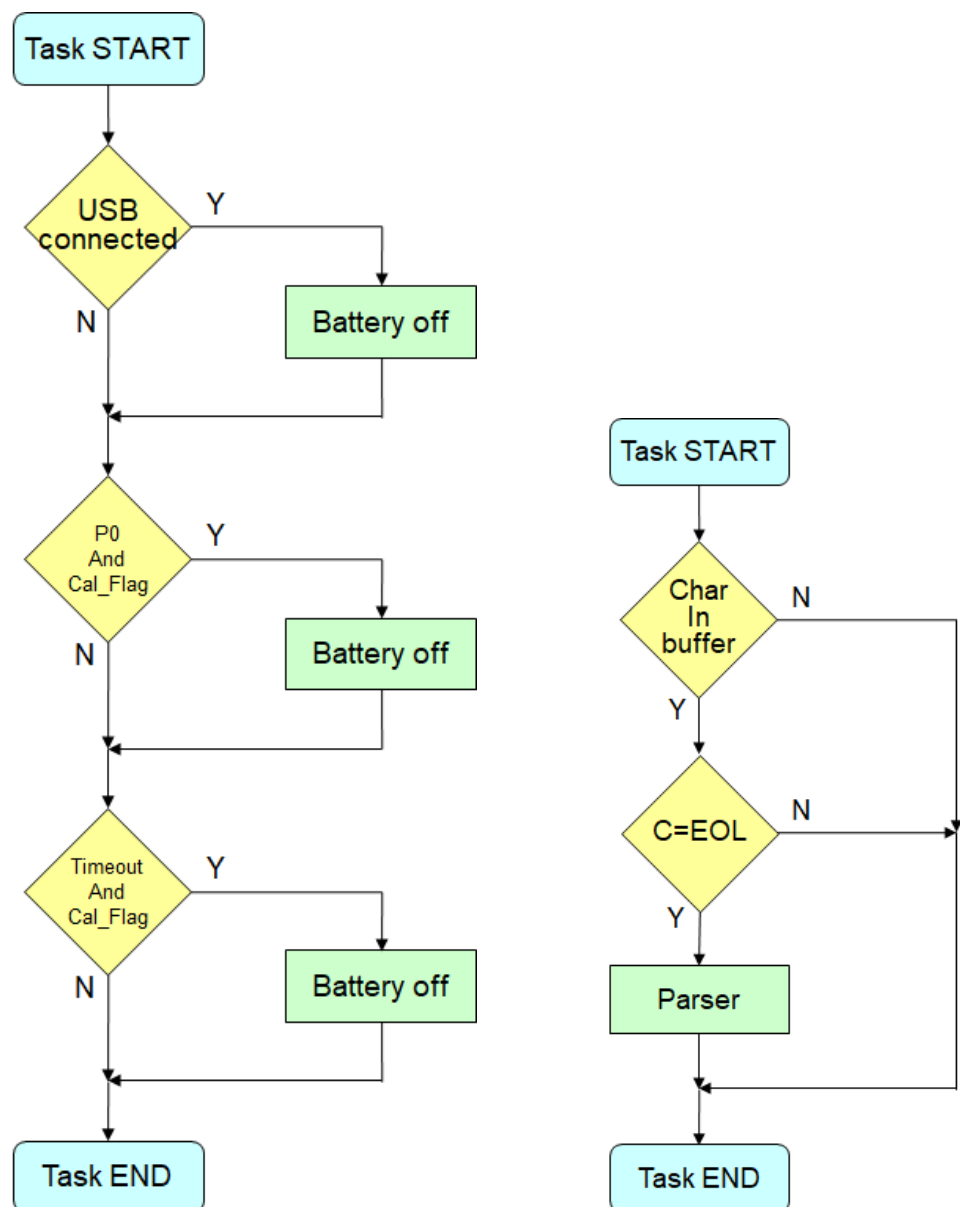 Task START
USB
connected
Y
N
Battery off
P0
And
Cal_Flag
Y
N
Battery off
Timeout
And
Cal_Flag
Y
N
Battery off
Task END
Task START
Char
In
buffer
N
Y
C=EOL
N
Y
Parser
Task END